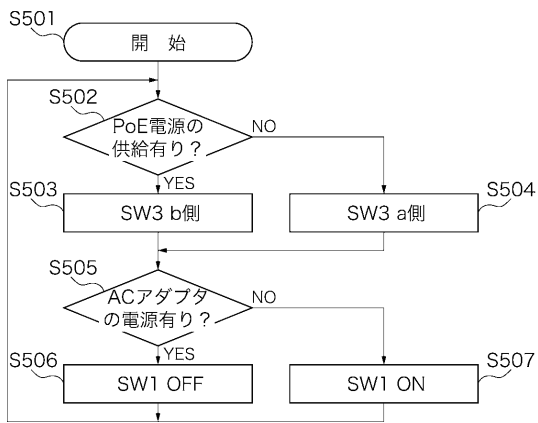 S501
開 始
S502
PoE電源の
供給有り？
NO
YES
S503
SW3 b側
SW3 a側
S504
S505
ACアダプタ
の電源有り？
NO
YES
S506
SW1 OFF
SW1 ON
S507